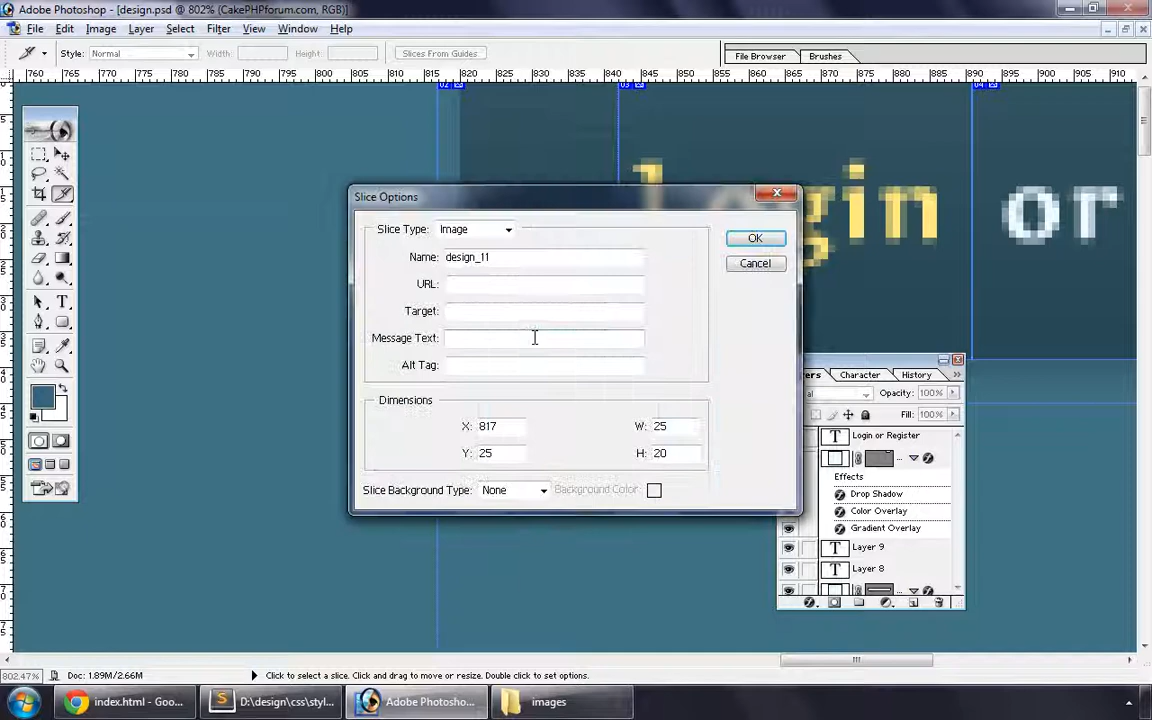 Adobe Photoshop - [design.psd @ 802% (CakePHPforum.com, RGB)]
File Edit Image Layer Select Filter View Window Help
Style: Normal Width: Height: Slices From Guides File Browser Brushes
760 765 770 775 780 785 790 795 800 805 810 815 820 825 830 835 840 845 850 855 860 865 870 875 880 885 890 895 900 905 910
02 03 04
login or
Slice Options
Slice Type: Image
Name: design_11
URL:
Target:
Message Text:
Alt Tag:
OK
Cancel
Dimensions
X: 817 W: 25
Y: 25 H: 20
Slice Background Type: None Background Color:
Character History
Opacity: 100%
Fill: 100%
Login or Register
...
Effects
Drop Shadow
Color Overlay
Gradient Overlay
Layer 9
Layer 8
...
802.47% Doc: 1.89M/2.66M Click to select a slice. Click and drag to move or resize. Double click to set options.
index.html - Goo... D:\design\css\styl... Adobe Photosho... images